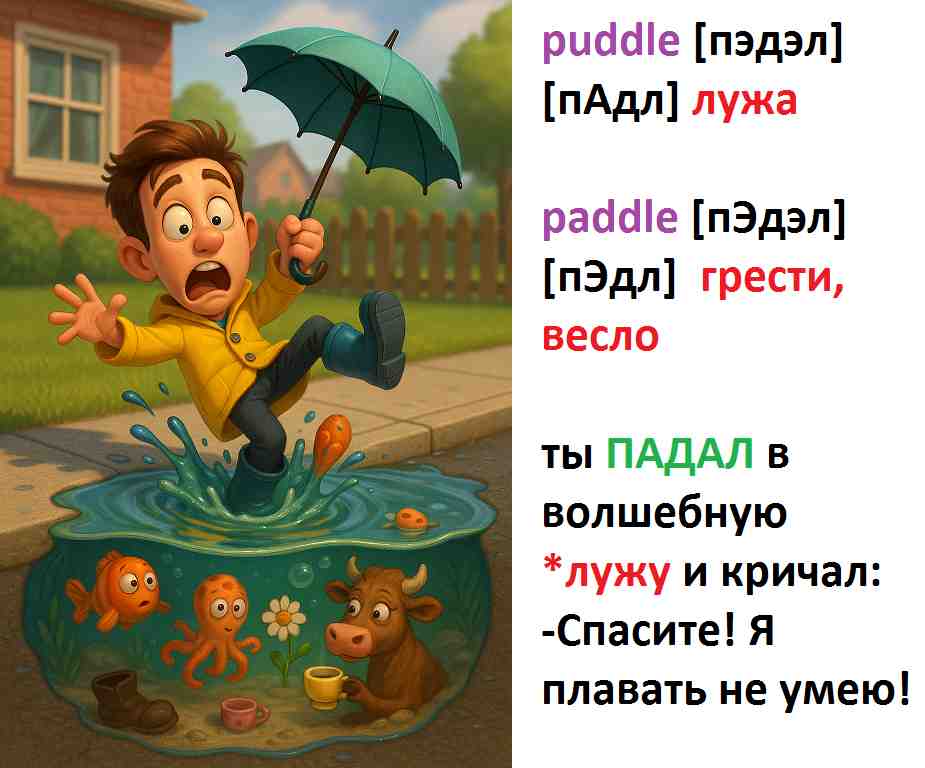 puddle [пэдэл]
[пАдл] лужа
paddle [пЭдэл]
[пЭдл] грести,
весло
ты ПАДАЛ в
волшебную
*лужу и кричал:
-Спасите! Я
плавать не умею!